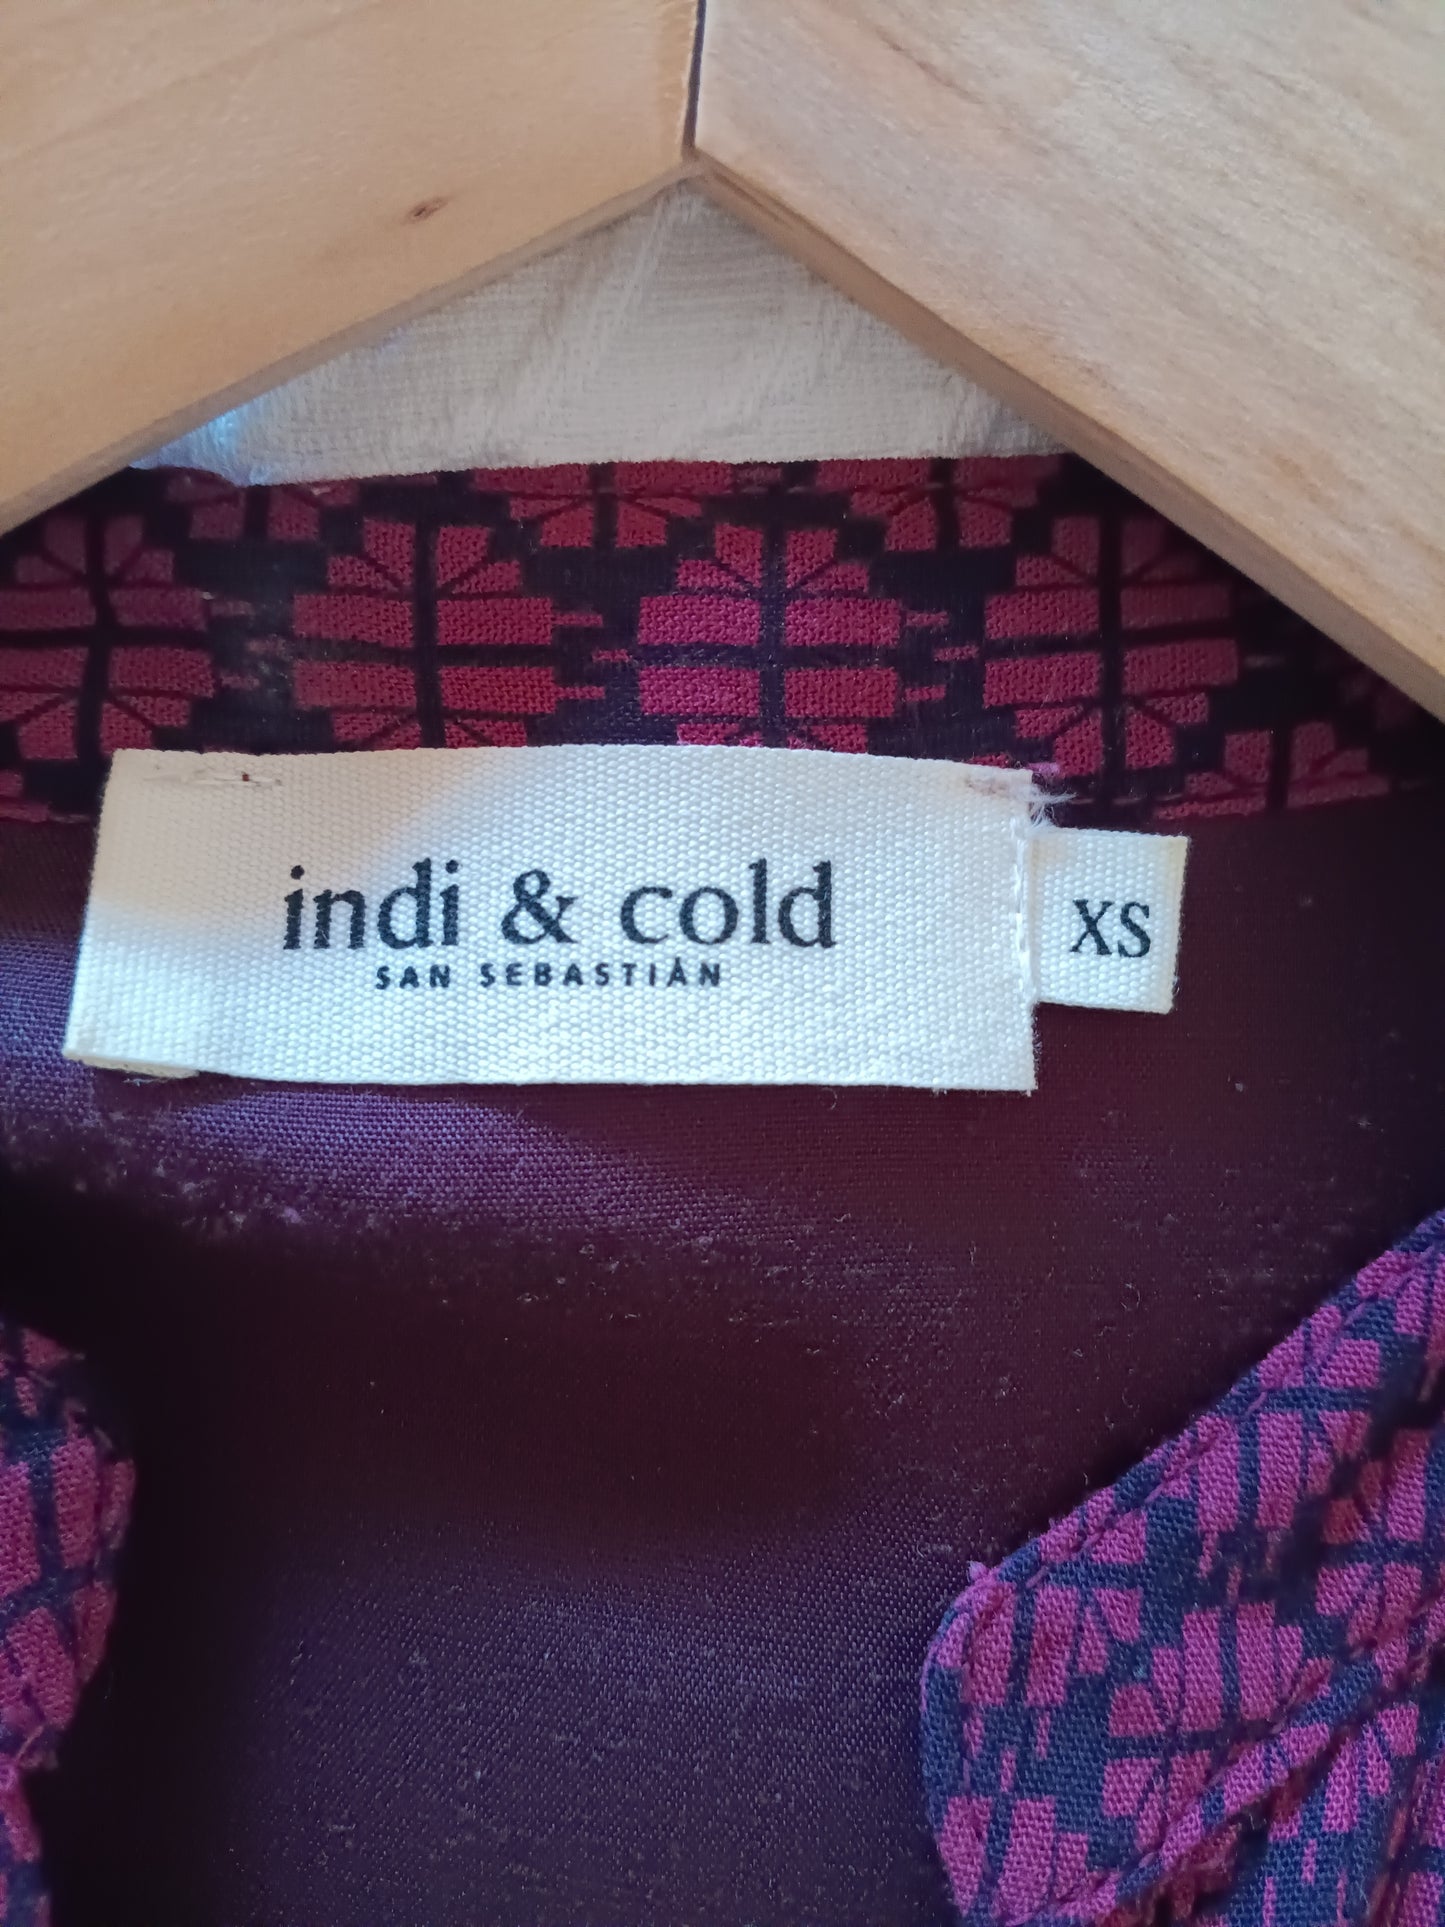 indi & cold
SAN SEBASTIÁN
XS